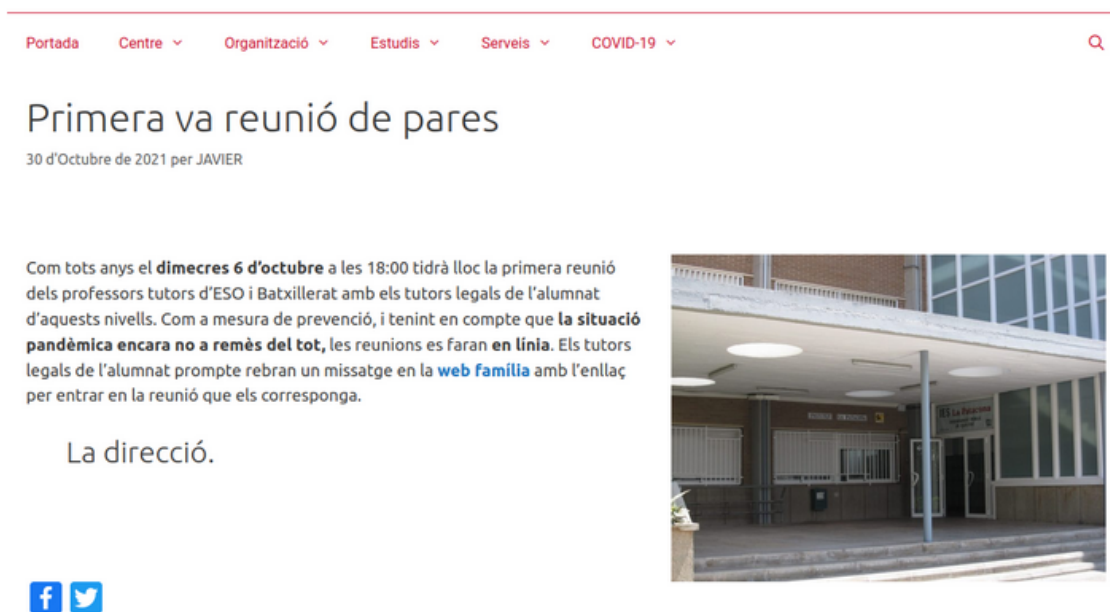 Portada Centre Organització Estudis Serveis COVID-19
Primera va reunió de pares
30 d'Octubre de 2021 per JAVIER
Com tots anys el dimecres 6 d'octubre a les 18:00 tidrà lloc la primera reunió
dels professors tutors d'ESO i Batxillerat amb els tutors legals de l'alumnat
d'aquests nivells. Com a mesura de prevenció, i tenint en compte que la situació
pandèmica encara no a remès del tot, les reunions es faran en línia. Els tutors
legals de l'alumnat prompte rebran un missatge en la web família amb l'enllaç
per entrar en la reunió que els corresponga.
La direcció.
IES La Patacona